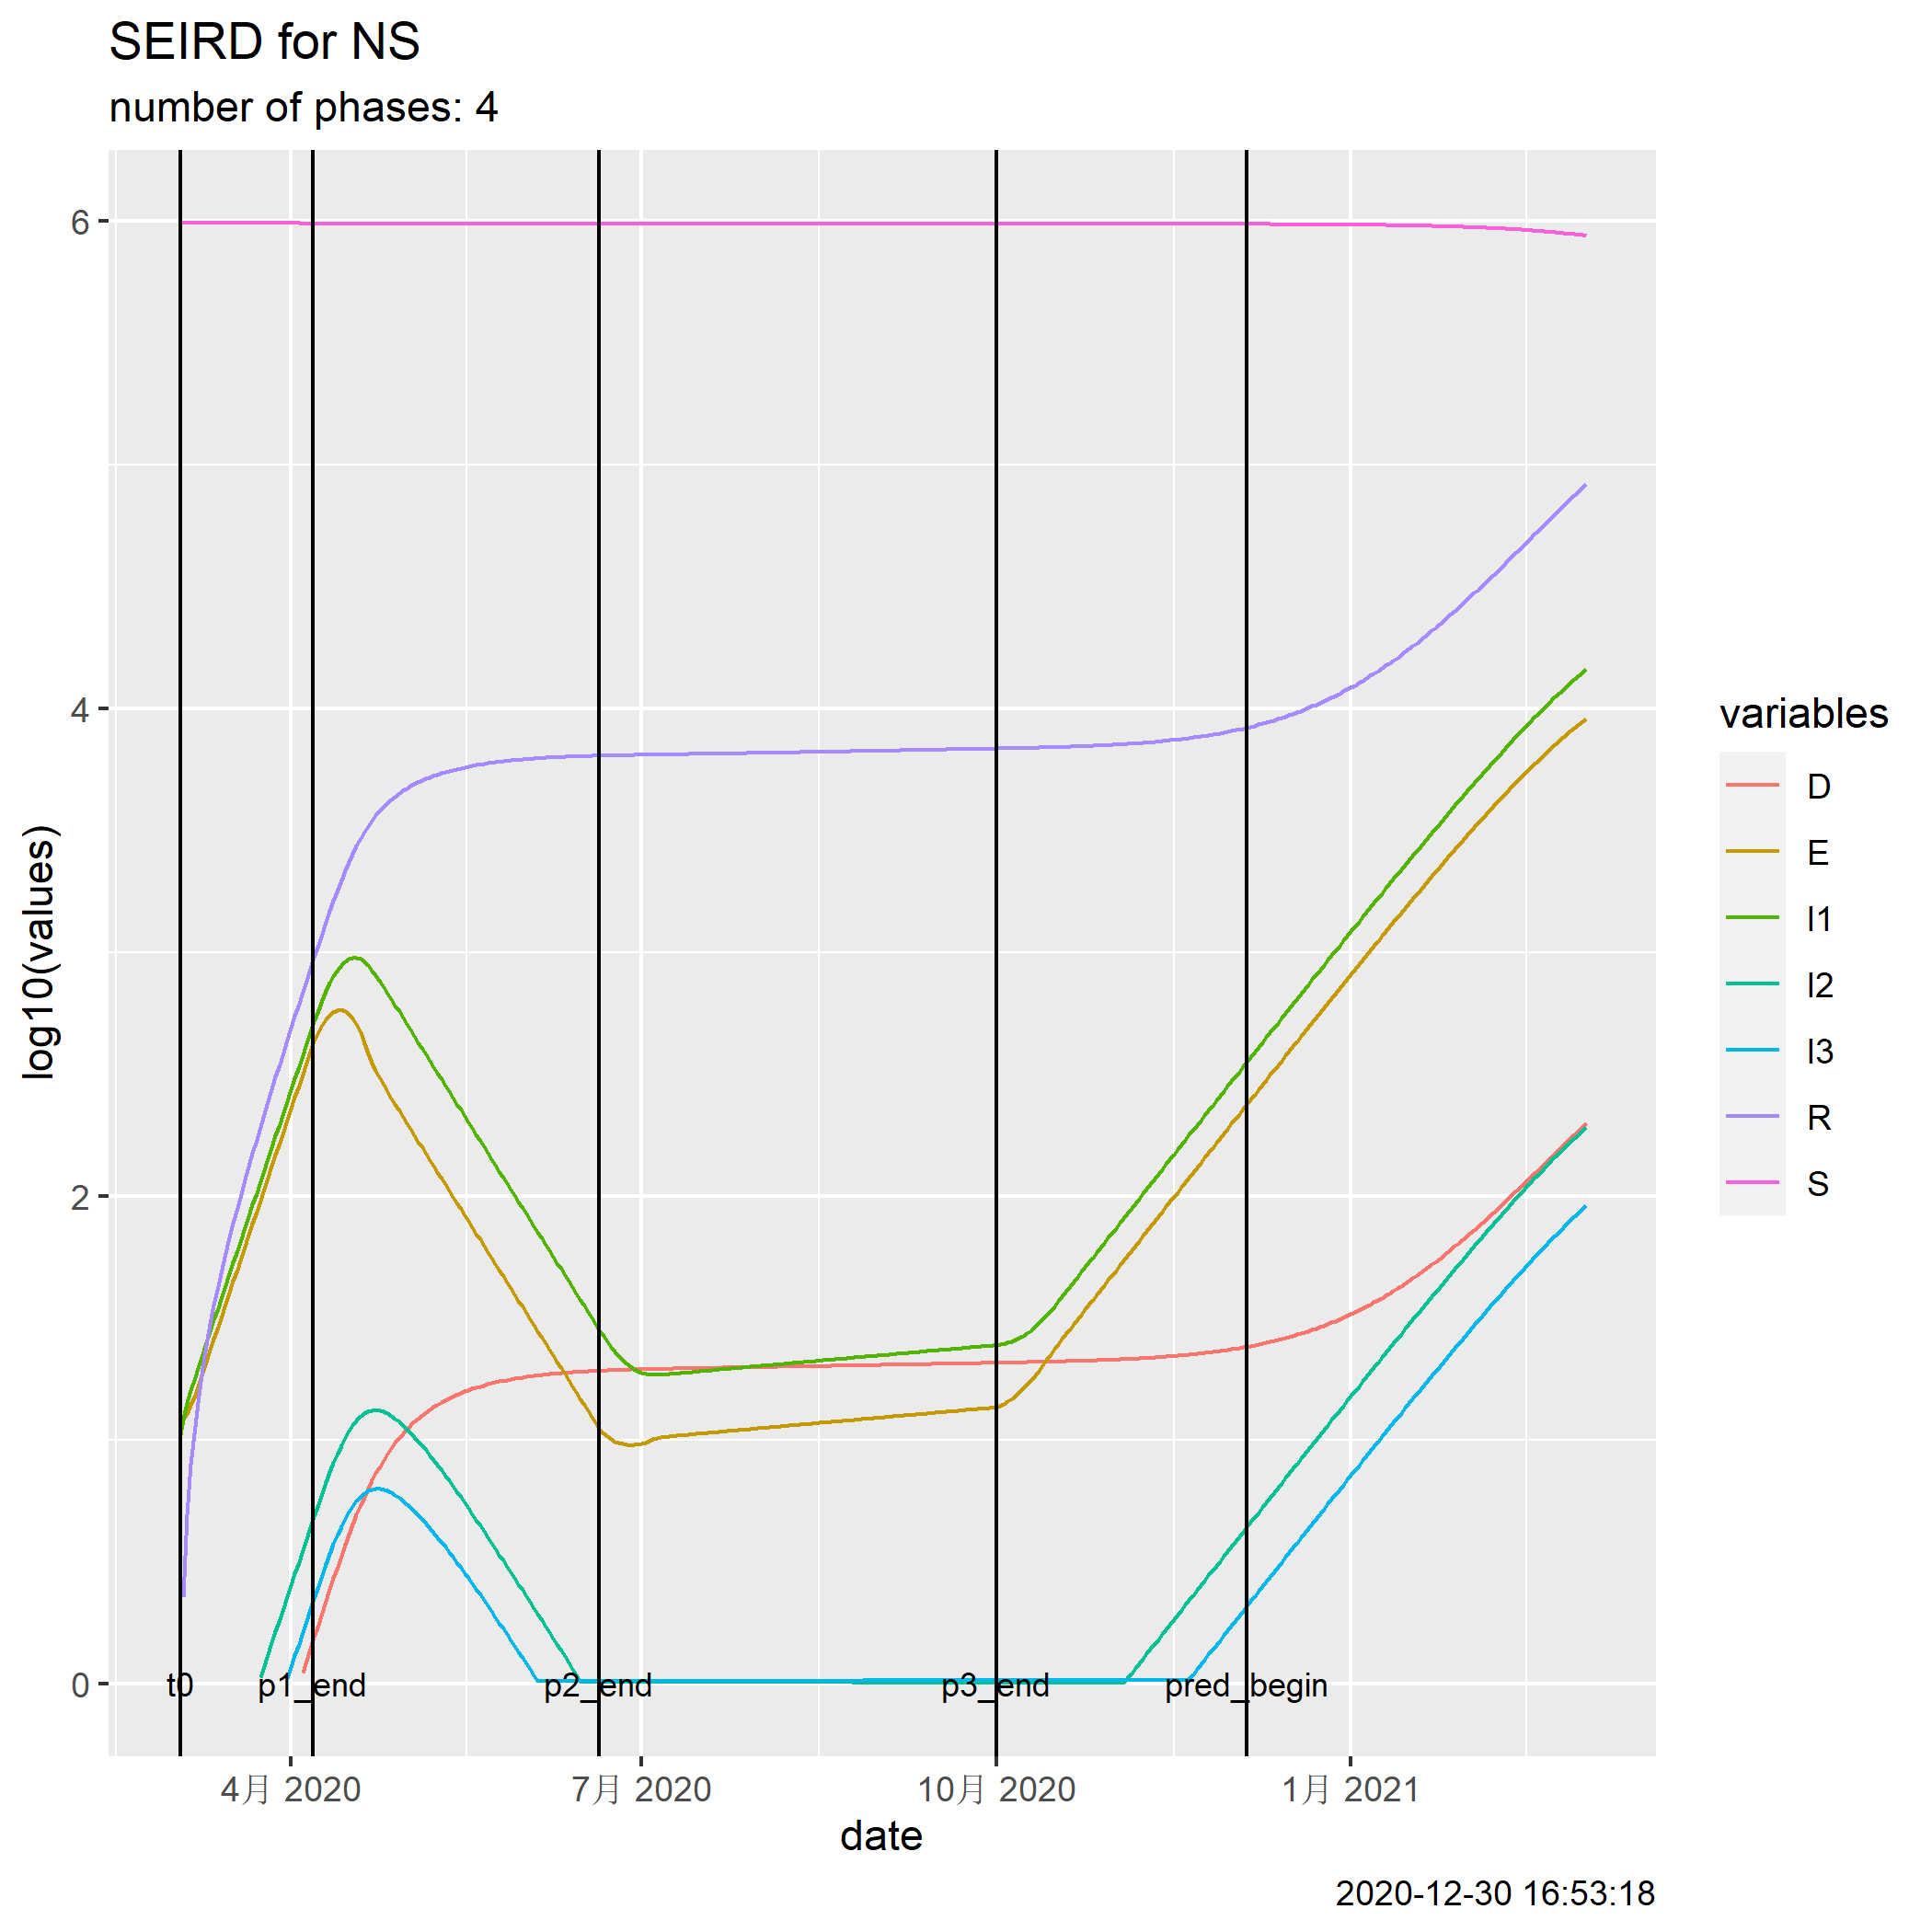 SEIRD for NS
number of phases: 4
log10(values)
6
4
2
0
t0
p1_end
p2_end
p3_end
pred_begin
4月 2020
7月 2020
10月 2020
1月 2021
date
variables
D
E
I1
I2
I3
R
S
2020-12-30 16:53:18